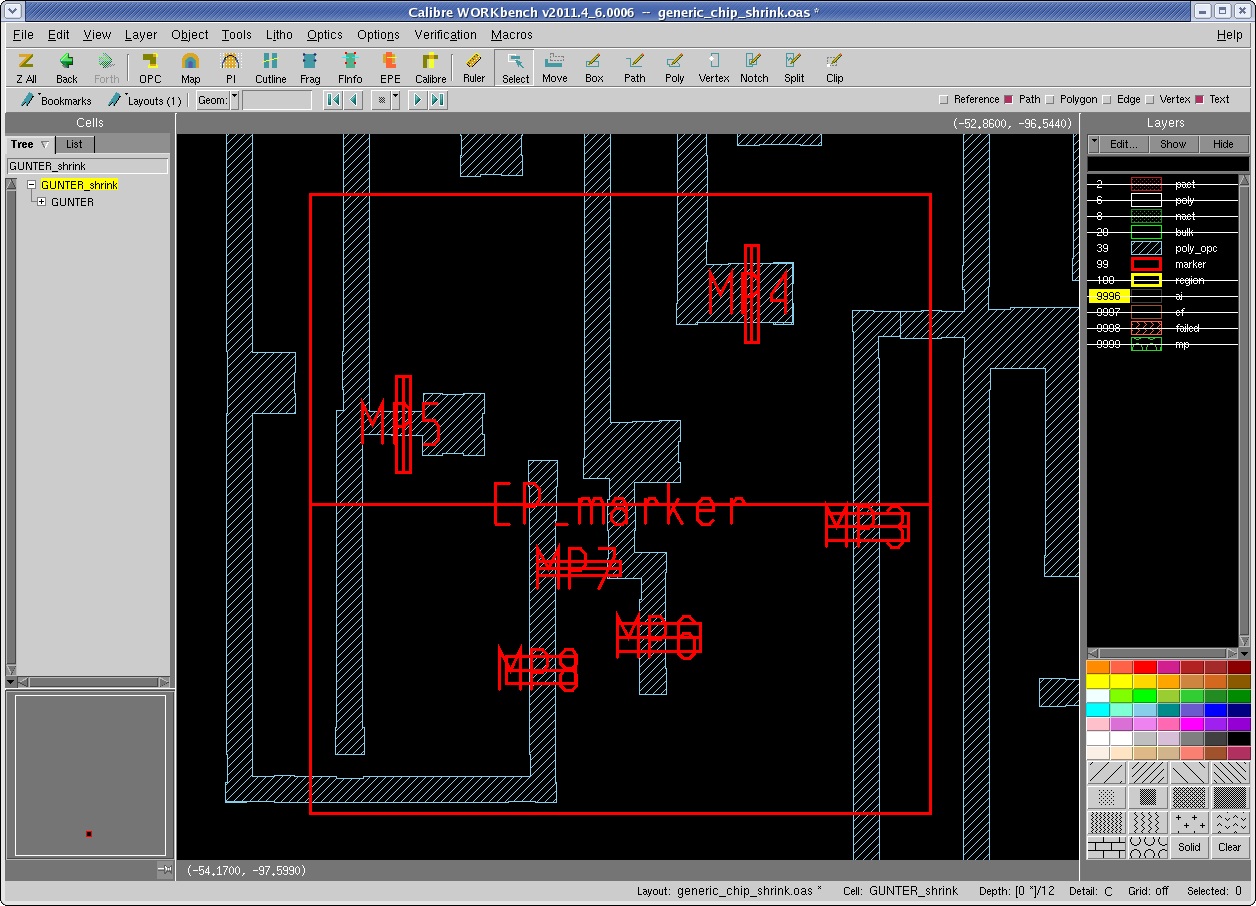 Calibre WORKbench v2011.4_6.0006 -- generic_chip_shrink.oas *
File Edit View Layer Object Tools Litho Optics Options Verification Macros Help
Z All Back Forth OPC Map PI Cutline Frag FInfo EPE Calibre Ruler Select Move Box Path Poly Vertex Notch Split Clip
Bookmarks Layouts (1) Geom: Reference Path Polygon Edge Vertex Text
Cells
(-52.8600, -96.5440)
Layers
Tree List
Edit... Show Hide
GUNTER_shrink
GUNTER_shrink
GUNTER
2 pact
6 poly
8 nact
20 bulk
39 poly_opc
99 marker
100 region
9996 ai
9997 cf
9998 failed
9999 mp
MP4
MP5
EP_marker
MP3
MP7
Solid Clear
(-54.1700, -97.5990)
Layout: generic_chip_shrink.oas * Cell: GUNTER_shrink Depth: [0 *]/12 Detail: C Grid: off Selected: 0